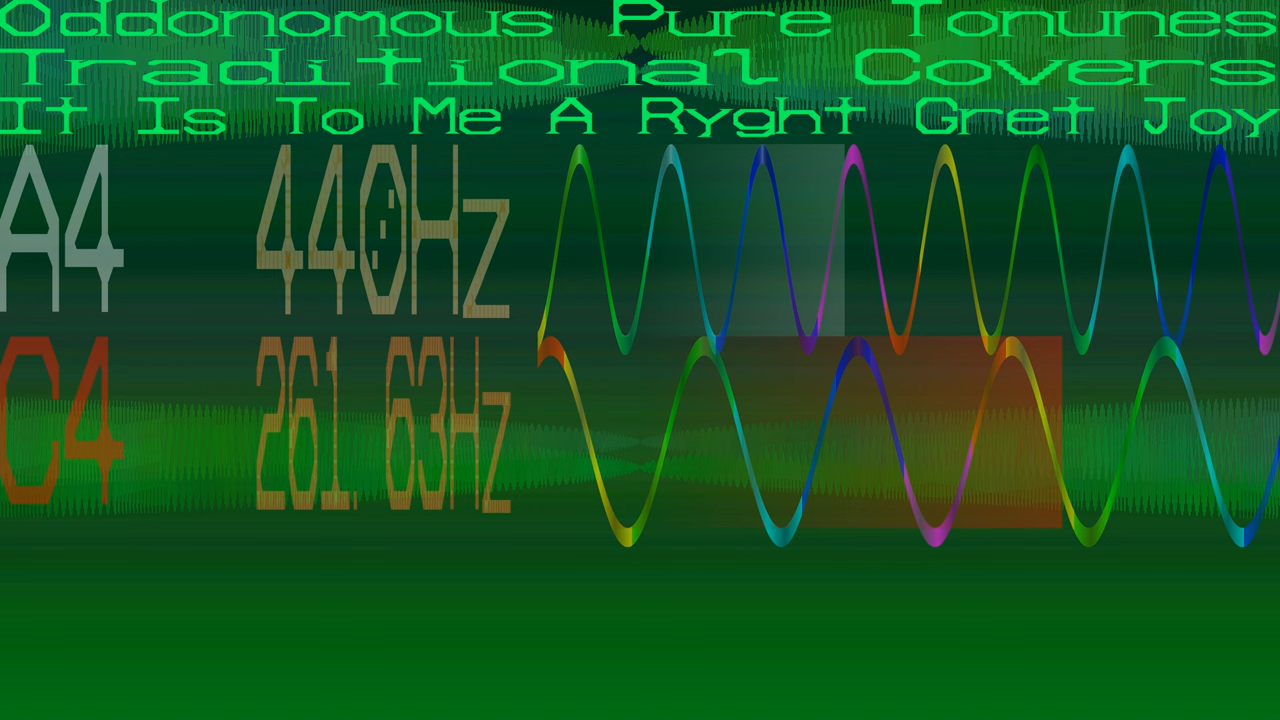 Oddonomous Pure Tonunes
Traditional Covers
It Is To Me A Ryght Gret Joy
A4 440Hz
C4 261.63Hz